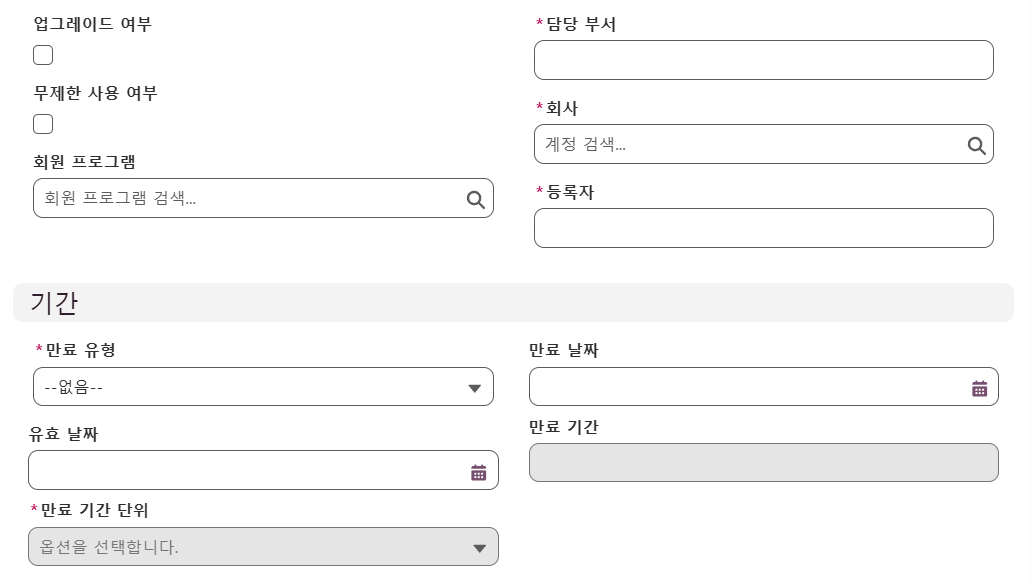 업그레이드 여부
무제한 사용 여부
회원 프로그램
회원 프로그램 검색...
*담당 부서
*회사
계정 검색...
*등록자
기간
*만료 유형
--없음--
만료 날짜
유효 날짜
만료 기간
*만료 기간 단위
옵션을 선택합니다.